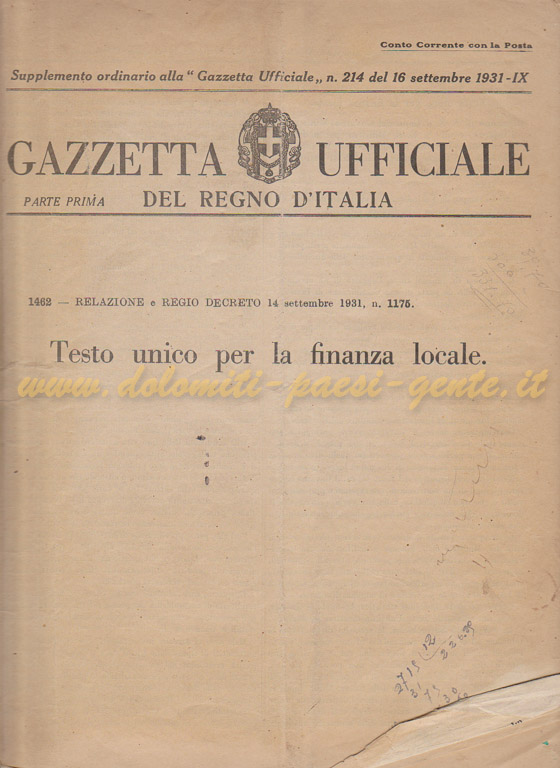 Conto Corrente con la Posta
Supplemento ordinario alla “ Gazzetta Ufficiale „ n. 214 del 16 settembre 1931-IX
GAZZETTA UFFICIALE
PARTE PRIMA DEL REGNO D'ITALIA
1462 — RELAZIONE e REGIO DECRETO 14 settembre 1931, n. 1175.
Testo unico per la finanza locale.
www.dolomiti-paesi-gente.it
2715 12